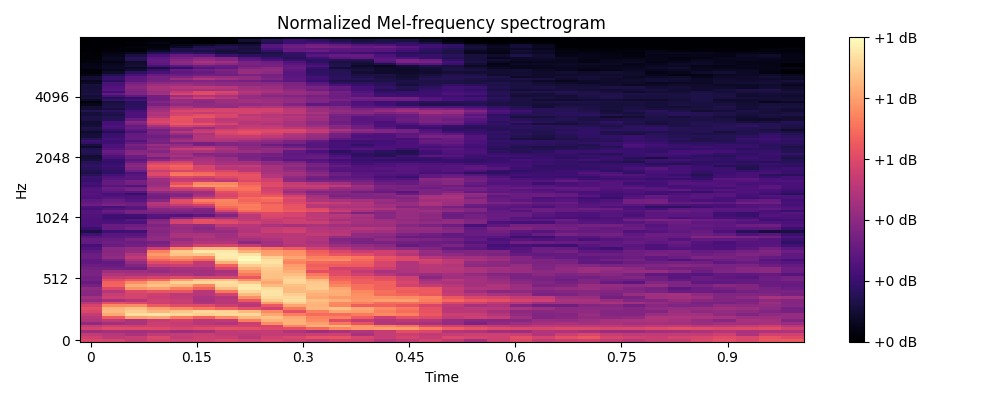 Normalized Mel-frequency spectrogram
Hz
4096
2048
1024
512
0
0 0.15 0.3 0.45 0.6 0.75 0.9
Time
+1 dB
+1 dB
+1 dB
+0 dB
+0 dB
+0 dB